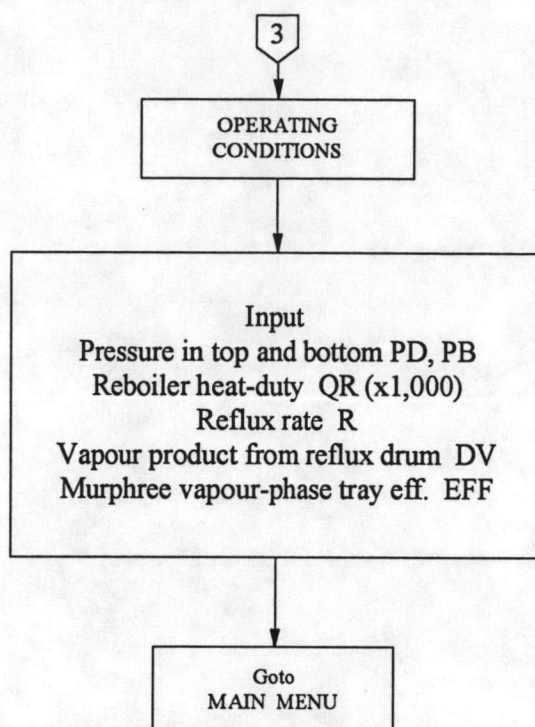 3
OPERATING
CONDITIONS
Input
Pressure in top and bottom PD, PB
Reboiler heat-duty QR (x1,000)
Reflux rate R
Vapour product from reflux drum DV
Murphree vapour-phase tray eff. EFF
Goto
MAIN MENU